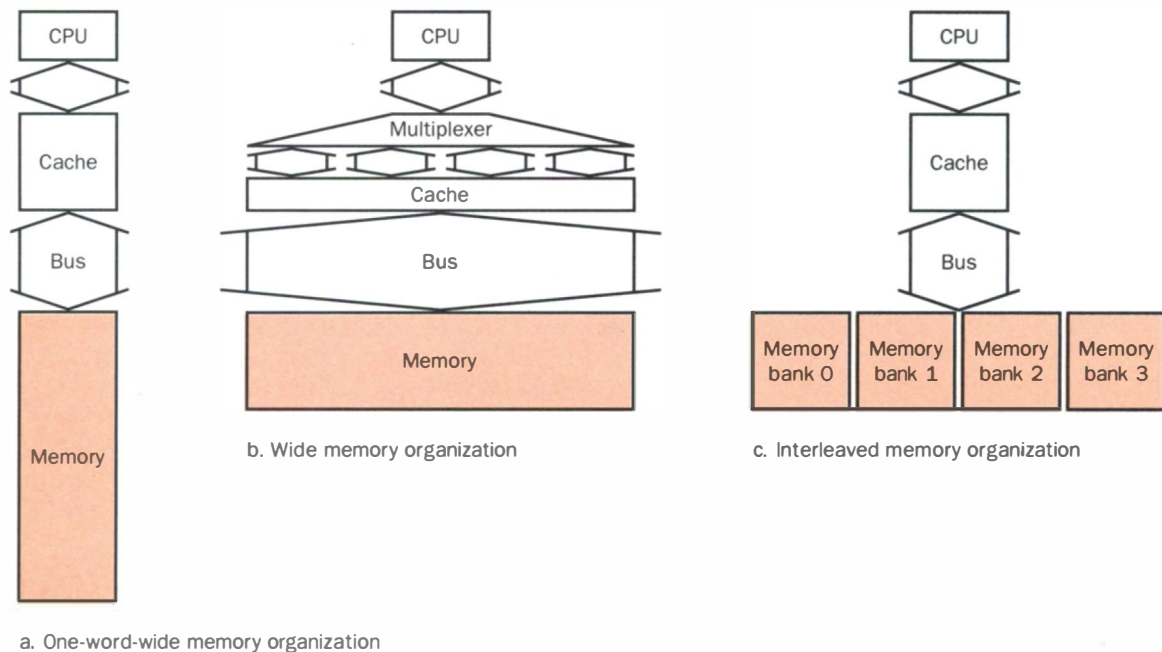 CPU
Cache
Bus
Memory
a. One-word-wide memory organization
CPU
Multiplexer
Cache
Bus
Memory
b. Wide memory organization
CPU
Cache
Bus
Memory
bank 0
Memory
bank 1
Memory
bank 2
Memory
bank 3
c. Interleaved memory organization